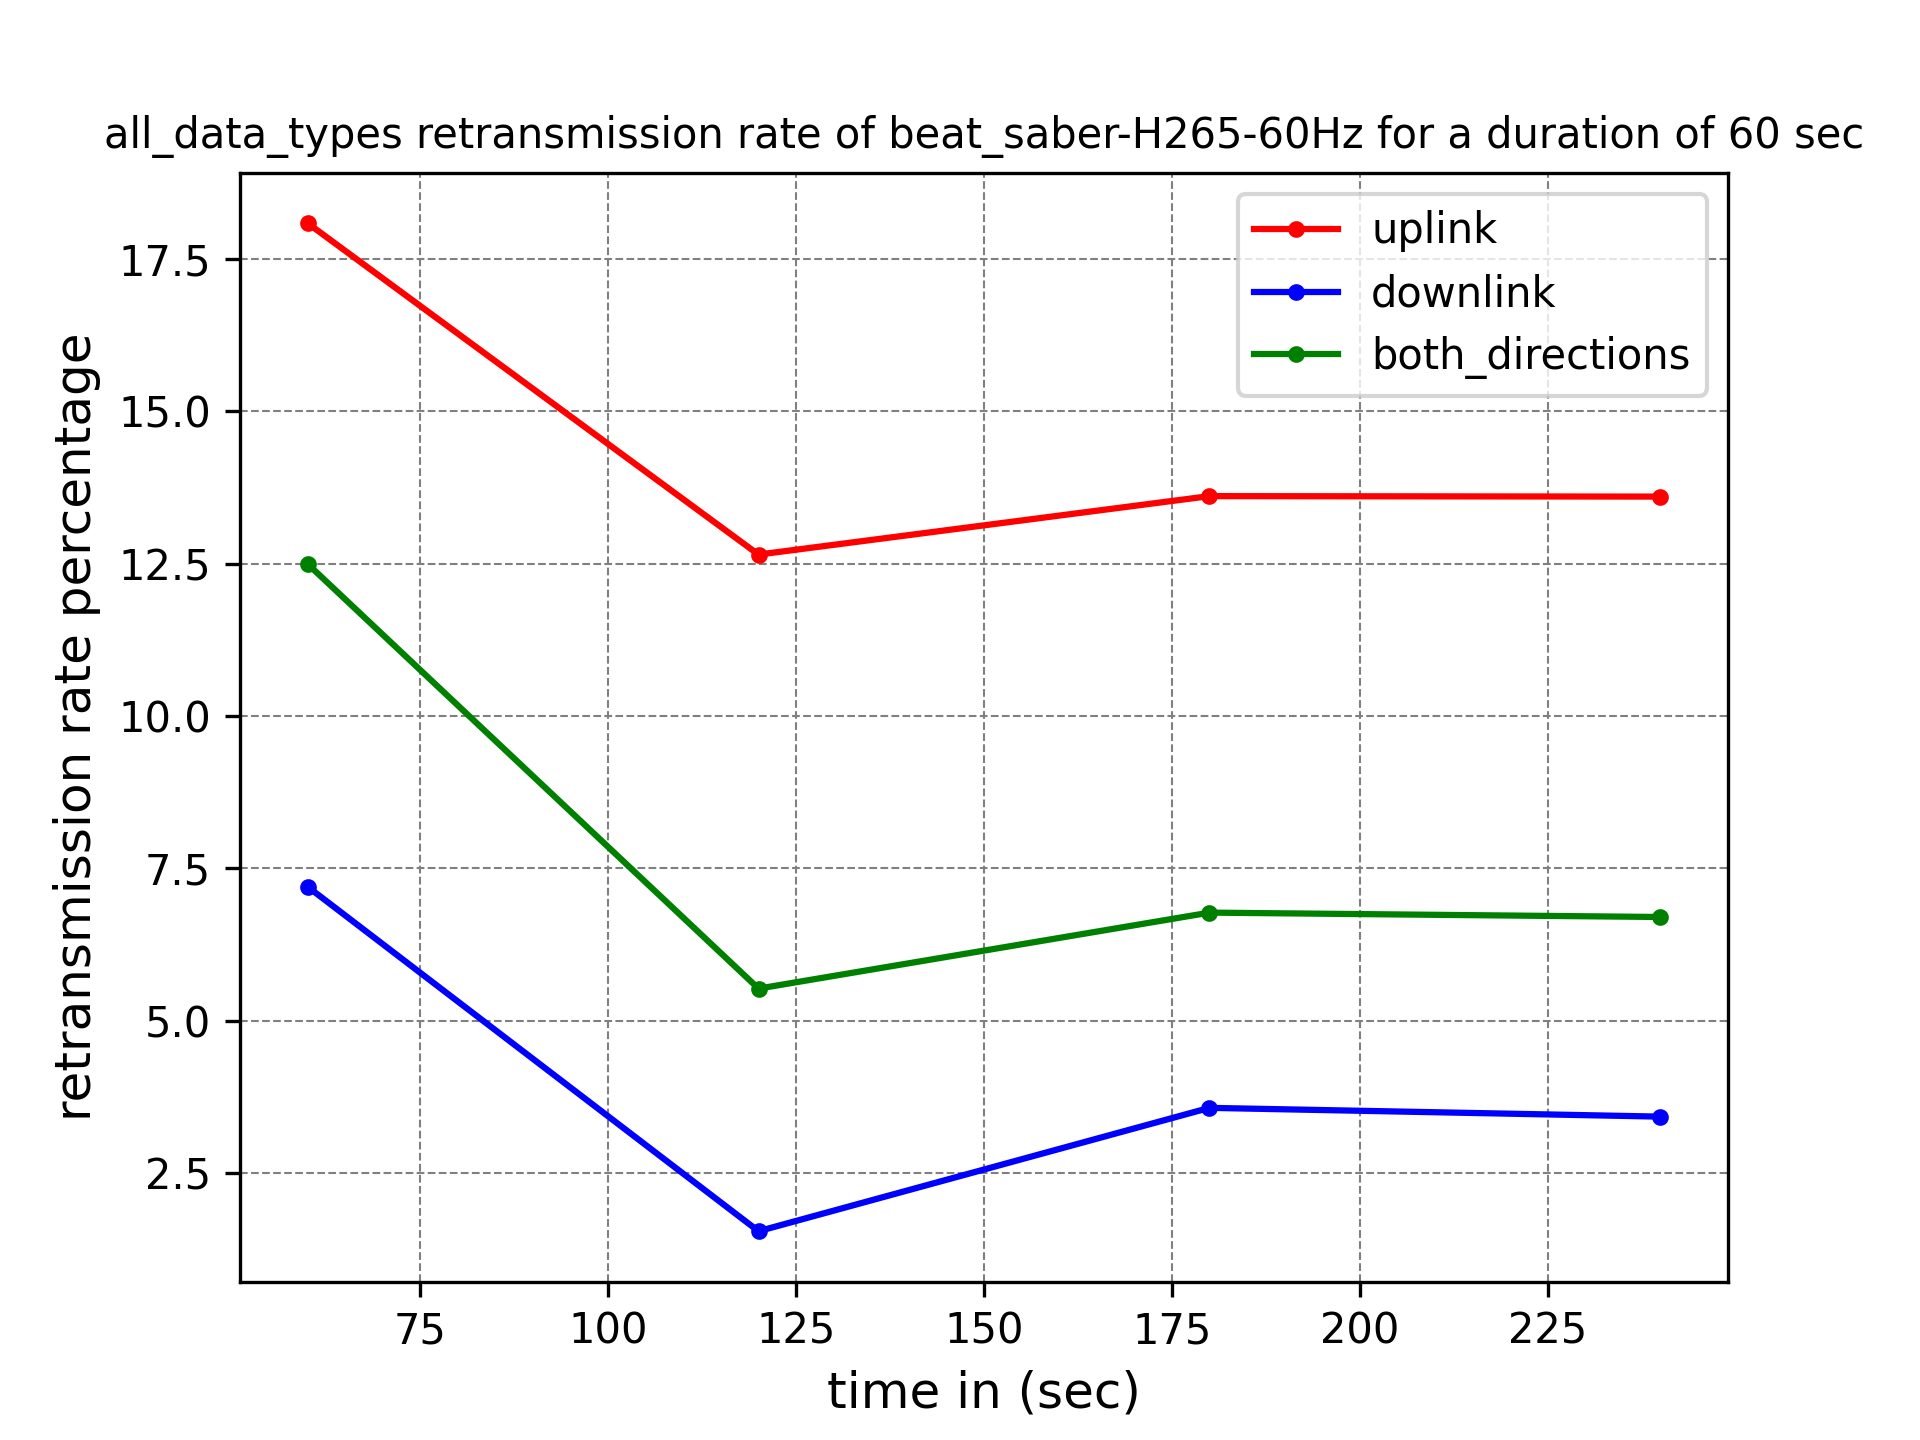 all_data_types retransmission rate of beat_saber-H265-60Hz for a duration of 60 sec
uplink
downlink
both_directions
retransmission rate percentage
17.5
15.0
12.5
10.0
7.5
5.0
2.5
75 100 125 150 175 200 225
time in (sec)